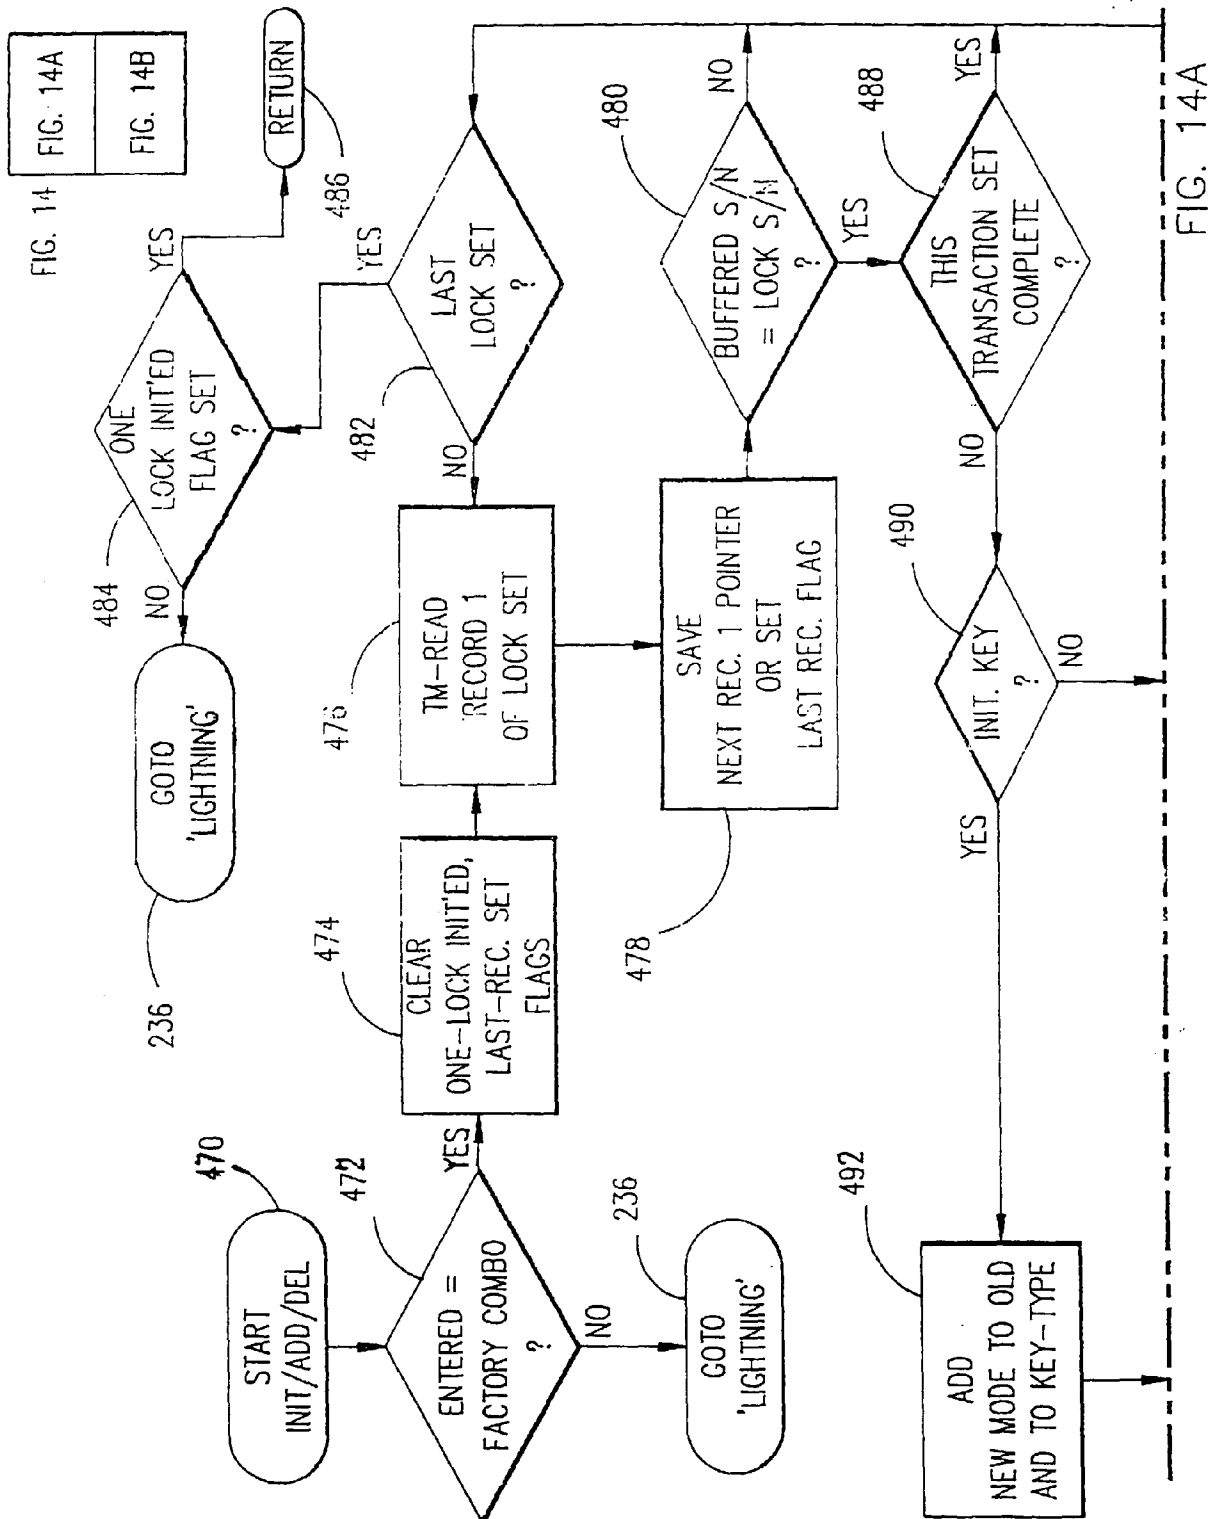 FIG. 14
FIG. 14A
FIG. 14B
START
INIT/ADD/DEL
470
ENTERED =
FACTORY COMBO
?
472
YES
NO
GOTO
'LIGHTNING'
236
CLEAR
ONE-LOCK INIT'ED,
LAST-REC. SET
FLAGS
474
TM-READ
RECORD 1
OF LOCK SET
476
SAVE
NEXT REC. 1 POINTER
OR SET
LAST REC. FLAG
478
BUFFERED S/N
= LOCK S/N
?
480
NO
YES
LAST
LOCK SET
?
482
NO
YES
ONE
LOCK INIT'ED
FLAG SET
?
484
NO
YES
GOTO
'LIGHTNING'
236
RETURN
486
THIS
TRANSACTION SET
COMPLETE
?
488
YES
NO
INIT. KEY
?
490
NO
YES
ADD
NEW MODE TO OLD
AND TO KEY-TYPE
492
FIG. 14A